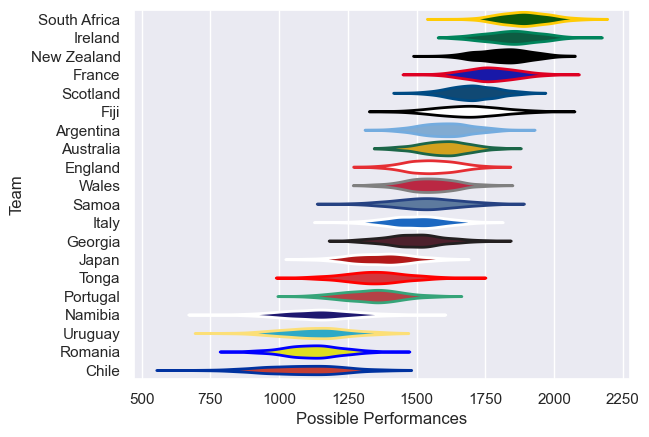 South Africa
Ireland
New Zealand
France
Scotland
Fiji
Argentina
Australia
England
Wales
Samoa
Italy
Georgia
Japan
Tonga
Portugal
Namibia
Uruguay
Romania
Chile
Team
500 750 1000 1250 1500 1750 2000 2250
Possible Performances